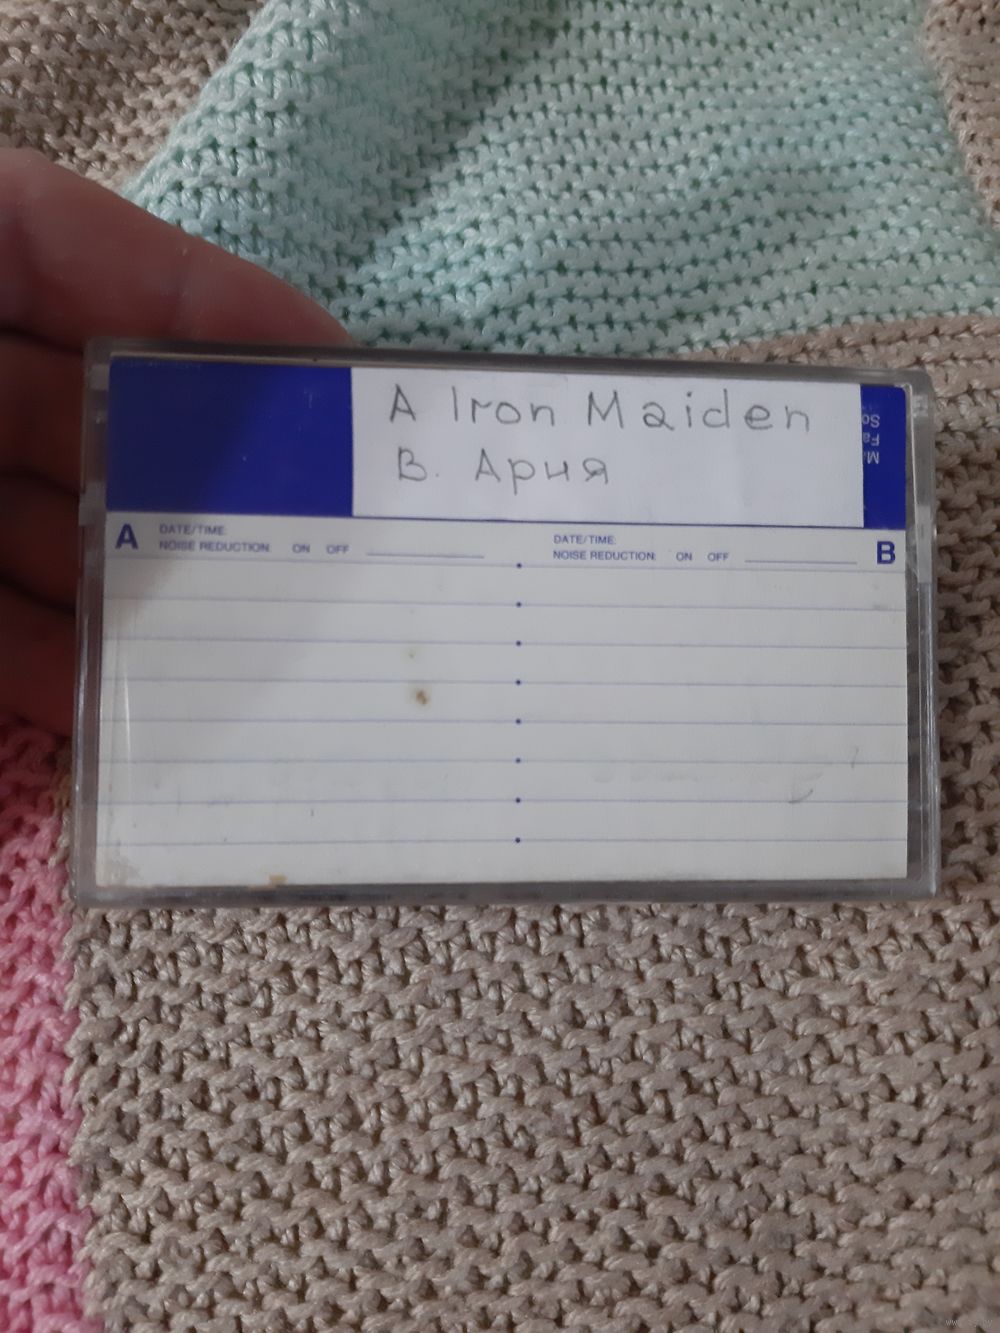 A Iron Maiden
В. Ария
A DATE/TIME:
NOISE REDUCTION: ON OFF
DATE/TIME: B
NOISE REDUCTION: ON OFF